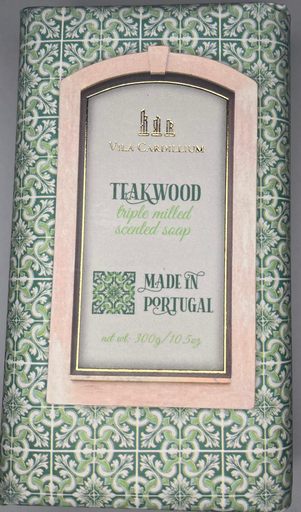 VILA CARDILLIUM
TEAKWOOD
triple milled
scented soap
MADE IN
PORTUGAL
net wt. 300g/10.5oz